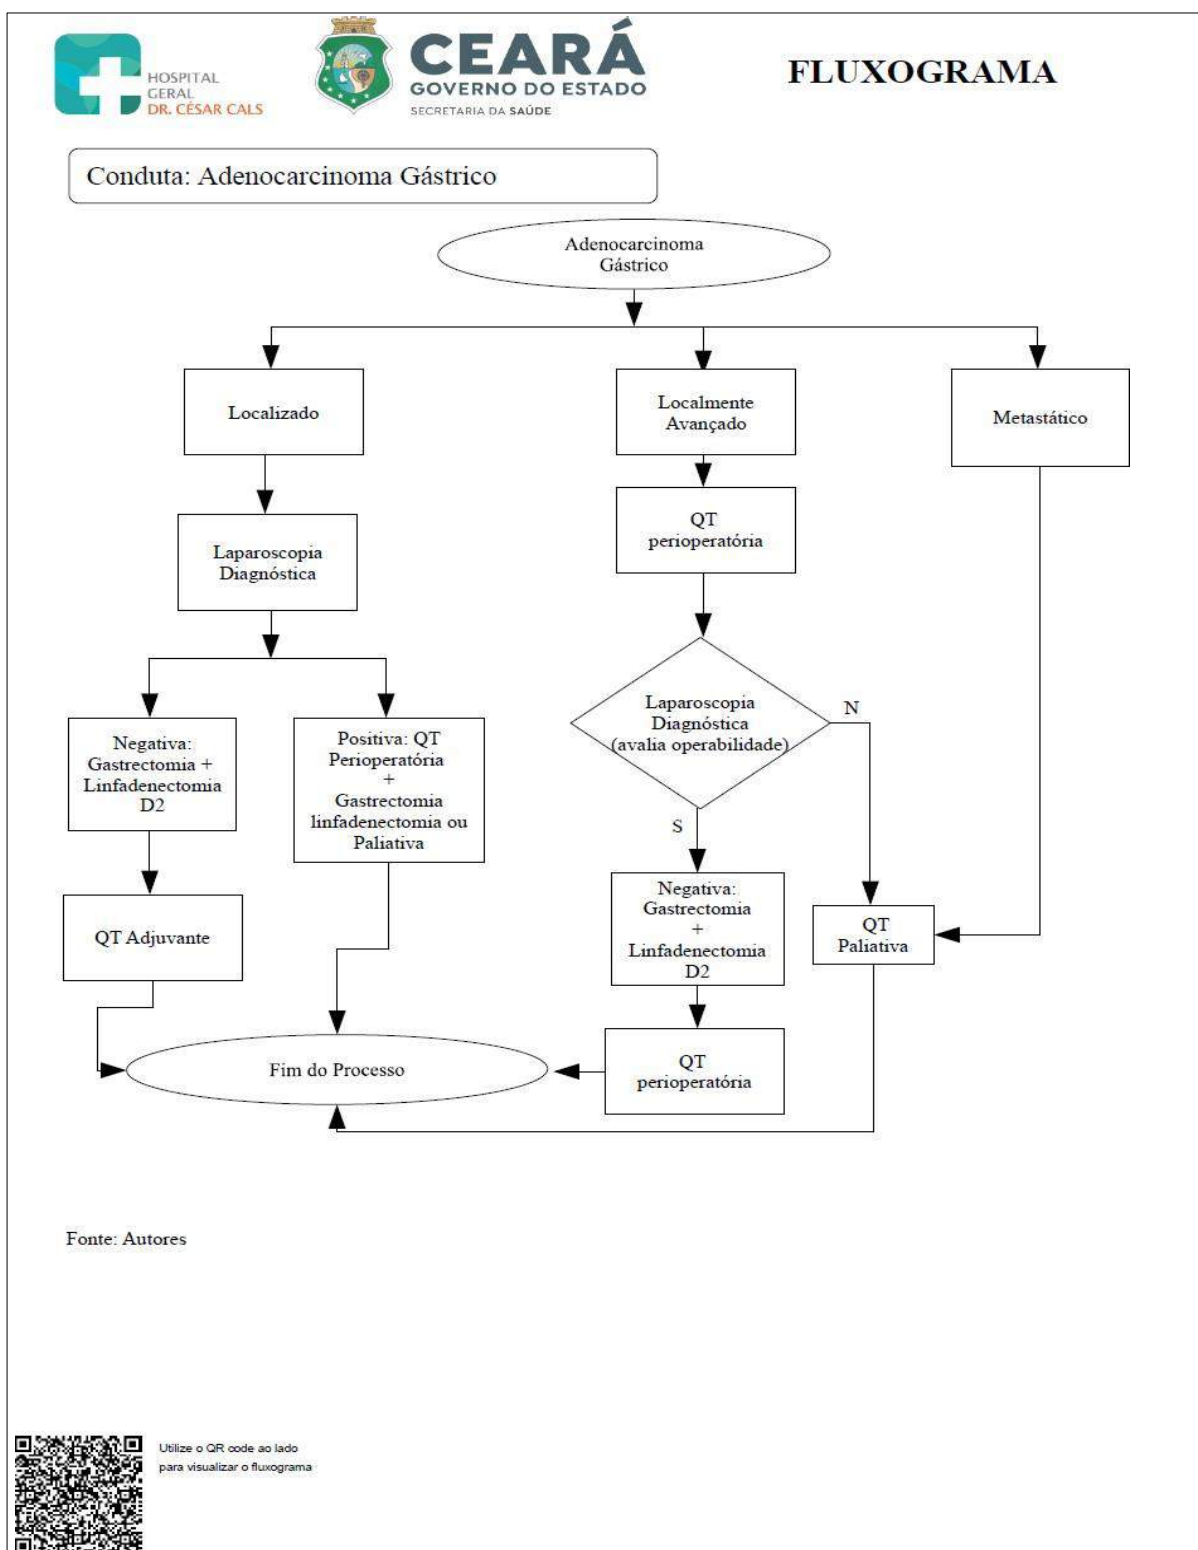 HOSPITAL
GERAL
DR. CÉSAR CALS
CEARÁ
GOVERNO DO ESTADO
SECRETARIA DA SAÚDE
FLUXOGRAMA
Conduta: Adenocarcinoma Gástrico
Adenocarcinoma
Gástrico
Localizado
Localmente
Avançado
Metastático
QT
perioperatória
Laparoscopia
Diagnóstica
Laparoscopia
Diagnóstica
(avalia operabilidade)
N
S
Negativa:
Gastrectomia +
Linfadenectomia
D2
Positiva: QT
Perioperatória
+
Gastrectomia
linfadenectomia ou
Paliativa
QT Adjuvante
Negativa:
Gastrectomia
+
Linfadenectomia
D2
QT
Paliativa
Fim do Processo
QT
perioperatória
Fonte: Autores
Utilize o QR code ao lado
para visualizar o fluxograma